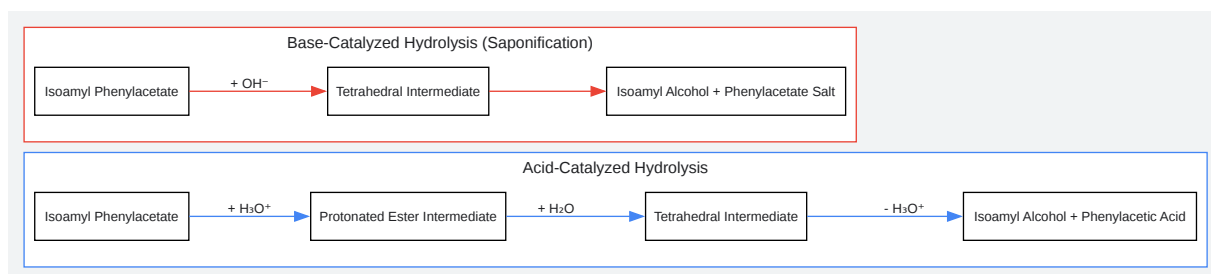 Base-Catalyzed Hydrolysis (Saponification)
Isoamyl Phenylacetate
+ OH⁻
Tetrahedral Intermediate
Isoamyl Alcohol + Phenylacetate Salt
Acid-Catalyzed Hydrolysis
Isoamyl Phenylacetate
+ H₃O⁺
Protonated Ester Intermediate
+ H₂O
Tetrahedral Intermediate
- H₃O⁺
Isoamyl Alcohol + Phenylacetic Acid